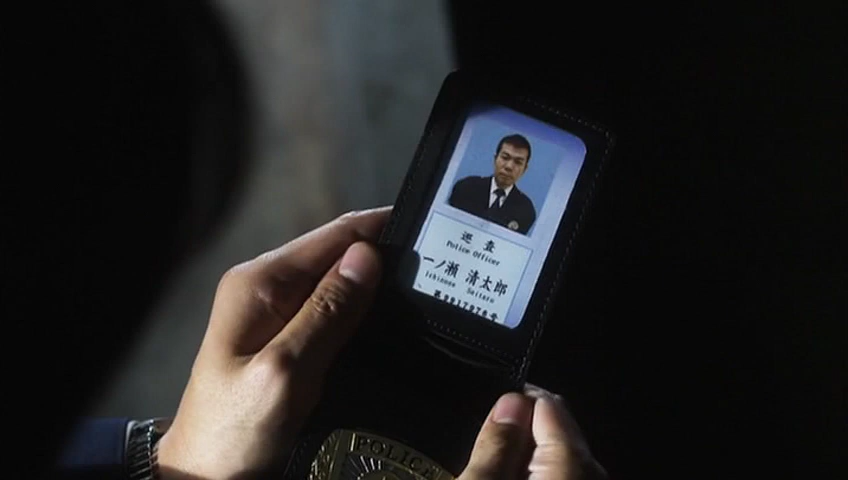 巡査
Police Officer
一ノ瀬 清太郎
Ichinose Seitaro
POLICE